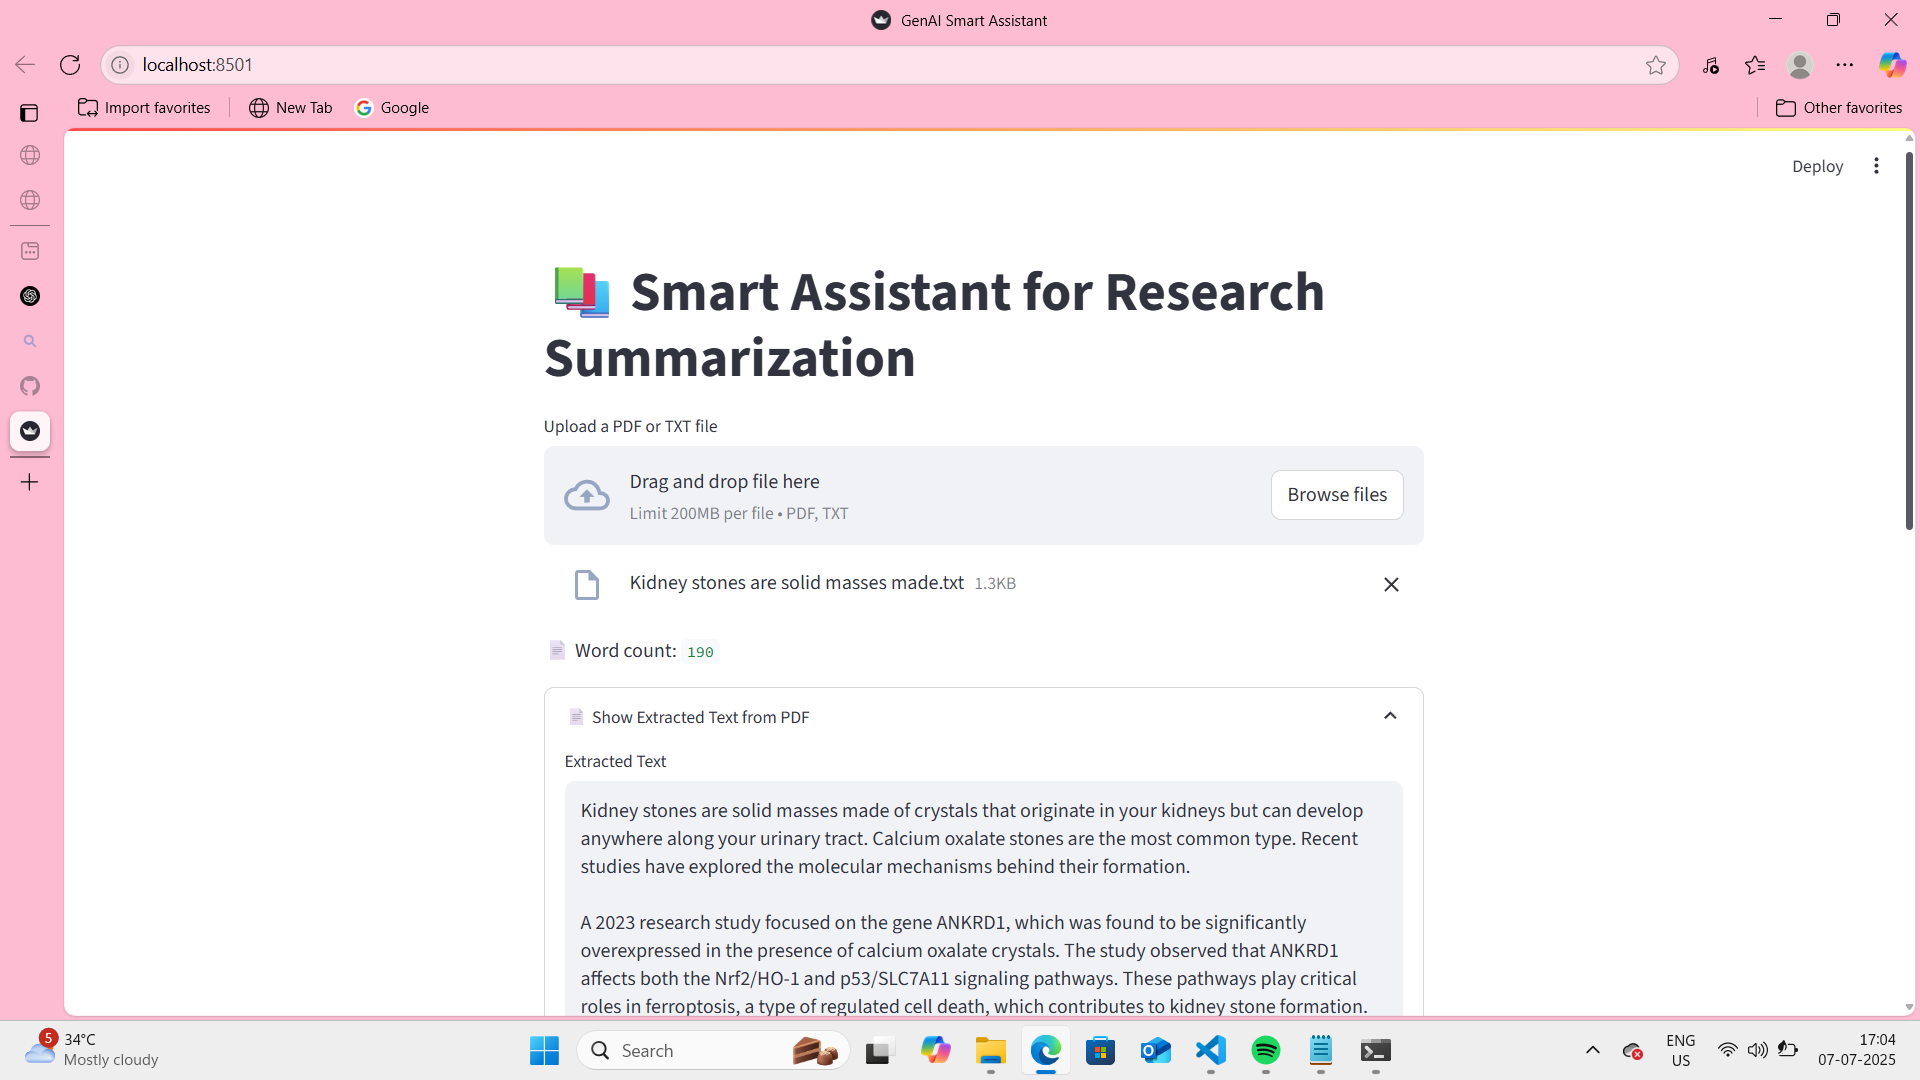 GenAI Smart Assistant
localhost:8501
Import favorites
New Tab
Google
Other favorites
Deploy
Smart Assistant for Research
Summarization
Upload a PDF or TXT file
Drag and drop file here
Limit 200MB per file • PDF, TXT
Browse files
Kidney stones are solid masses made.txt 1.3KB
Word count: 190
Show Extracted Text from PDF
Extracted Text
Kidney stones are solid masses made of crystals that originate in your kidneys but can develop
anywhere along your urinary tract. Calcium oxalate stones are the most common type. Recent
studies have explored the molecular mechanisms behind their formation.
A 2023 research study focused on the gene ANKRD1, which was found to be significantly
overexpressed in the presence of calcium oxalate crystals. The study observed that ANKRD1
affects both the Nrf2/HO-1 and p53/SLC7A11 signaling pathways. These pathways play critical
roles in ferroptosis, a type of regulated cell death, which contributes to kidney stone formation.
5
34°C
Mostly cloudy
Search
ENG
US
17:04
07-07-2025